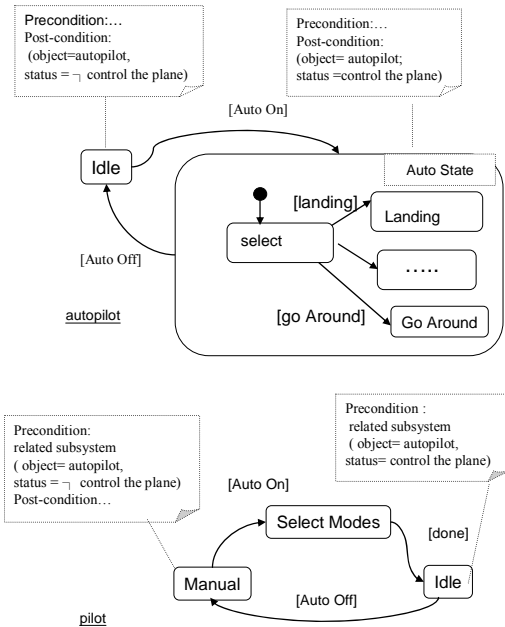 Precondition:…
Post-condition:
(object=autopilot,
status = ┐ control the plane)
Precondition:…
Post-condition:
(object= autopilot;
status =control the plane)
[Auto On]
Idle
Auto State
[landing]
Landing
select
…..
[Auto Off]
[go Around]
Go Around
autopilot
Precondition:
related subsystem
( object= autopilot,
status = ┐ control the plane)
Post-condition…
Precondition :
related subsystem
( object= autopilot,
status= control the plane)
[Auto On]
Select Modes
[done]
Manual
Idle
[Auto Off]
pilot